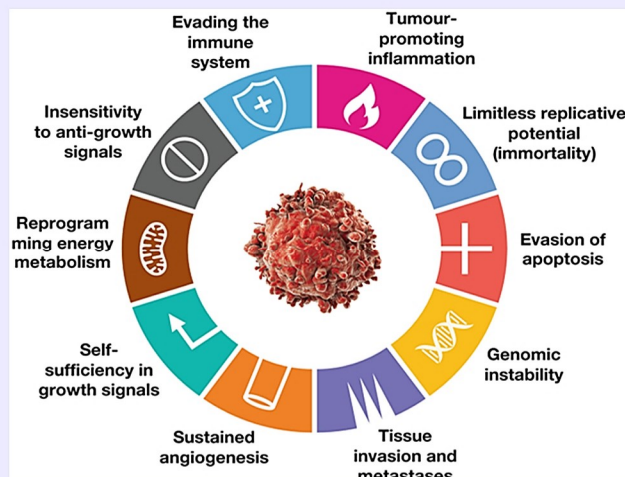 Evading the
immune
system
Tumour-
promoting
inflammation
Limitless replicative
potential
(immortality)
Evasion of
apoptosis
Genomic
instability
Tissue
invasion and
metastases
Sustained
angiogenesis
Self-
sufficiency in
growth signals
Reprogram
ming energy
metabolism
Insensitivity
to anti-growth
signals